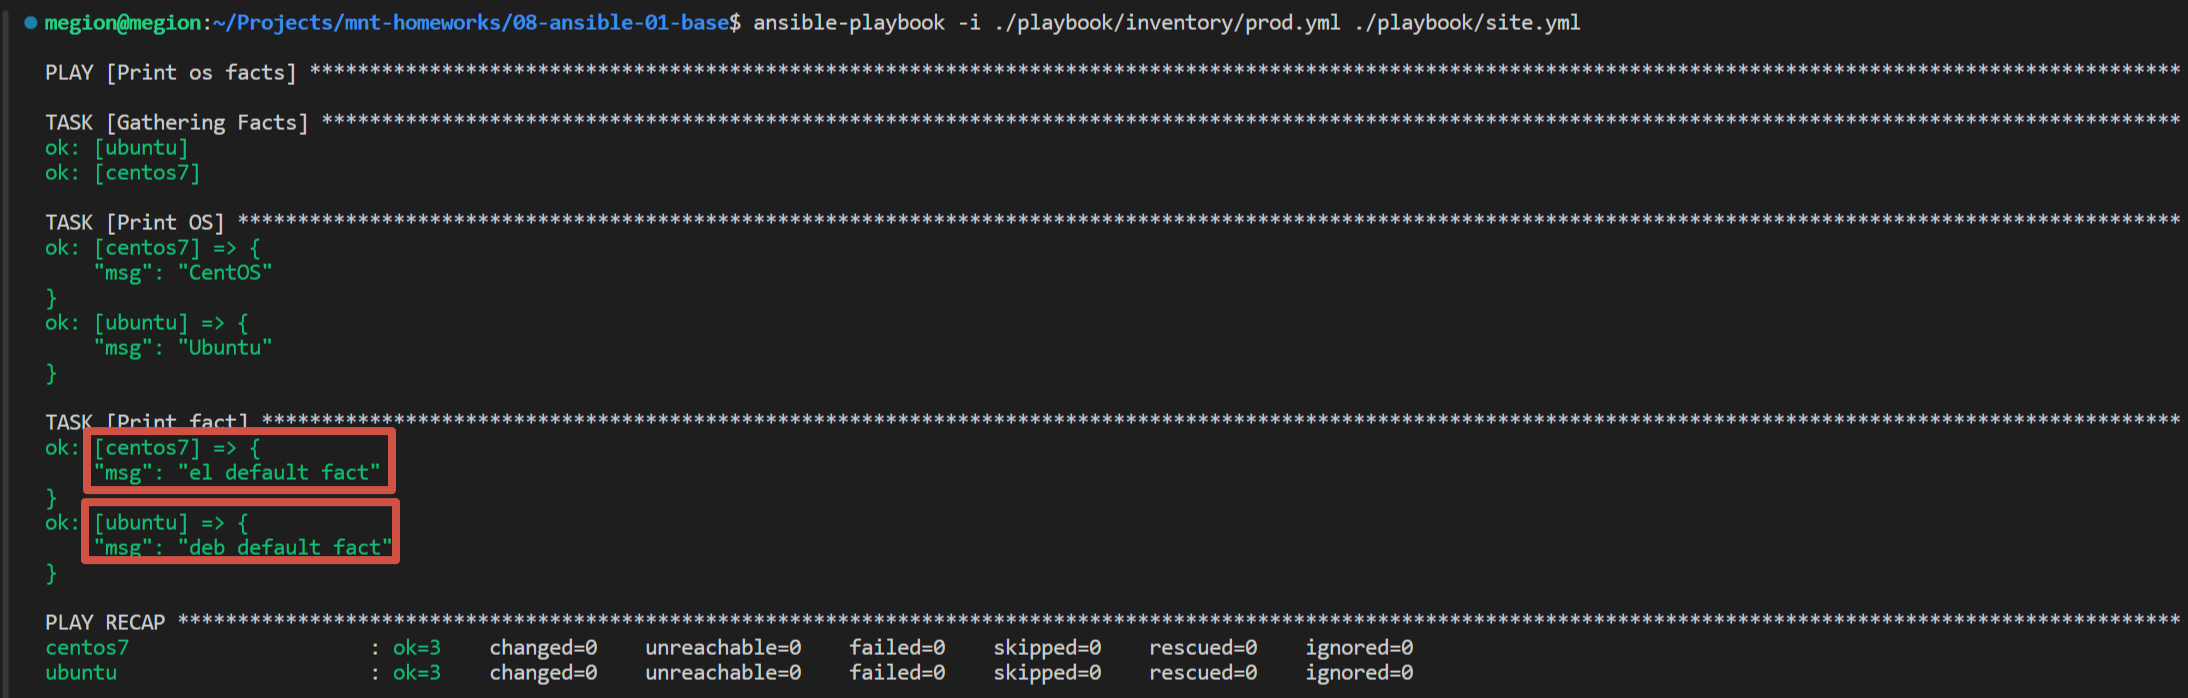 megion@megion:~/Projects/mnt-homeworks/08-ansible-01-base$ ansible-playbook -i ./playbook/inventory/prod.yml ./playbook/site.yml
PLAY [Print os facts] ************************************************************************************************************************************************************
TASK [Gathering Facts] ***********************************************************************************************************************************************************
ok: [ubuntu]
ok: [centos7]
TASK [Print OS] ******************************************************************************************************************************************************************
ok: [centos7] => {
    "msg": "CentOS"
}
ok: [ubuntu] => {
    "msg": "Ubuntu"
}
TASK [Print fact] ****************************************************************************************************************************************************************
ok: [centos7] => {
    "msg": "el default fact"
}
ok: [ubuntu] => {
    "msg": "deb default fact"
}
PLAY RECAP ***********************************************************************************************************************************************************************
centos7                    : ok=3    changed=0    unreachable=0    failed=0    skipped=0    rescued=0    ignored=0
ubuntu                     : ok=3    changed=0    unreachable=0    failed=0    skipped=0    rescued=0    ignored=0